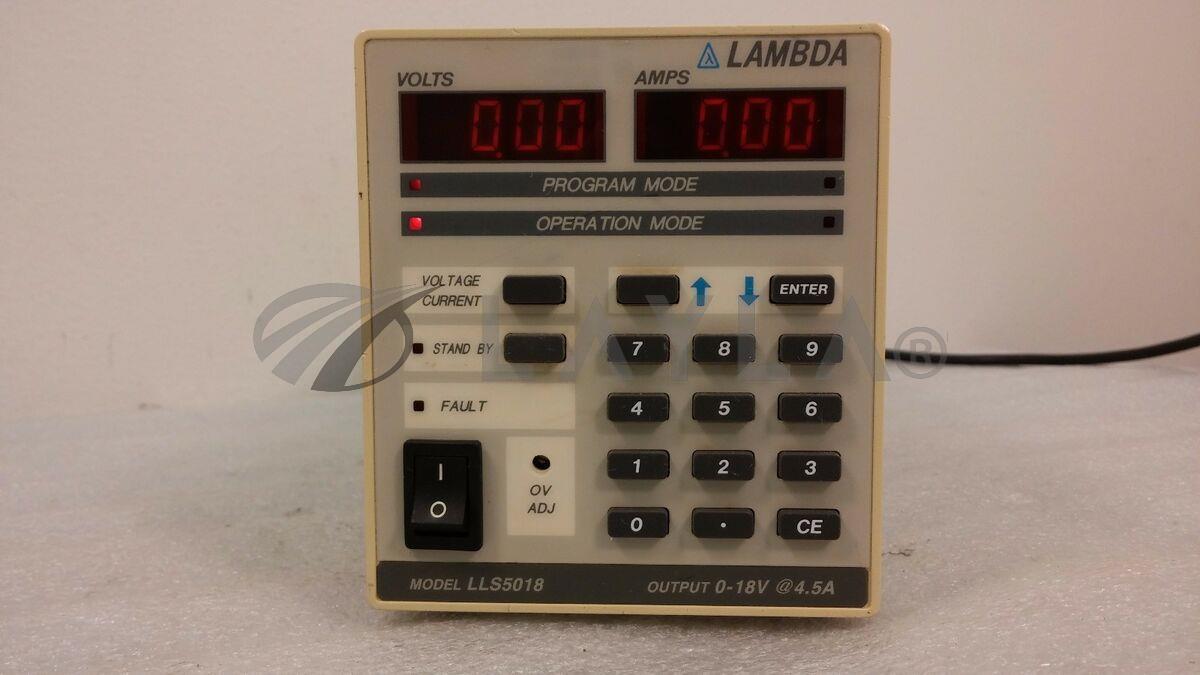 LAMBDA
VOLTS
AMPS
0.00
0.00
PROGRAM MODE
OPERATION MODE
VOLTAGE
CURRENT
ENTER
STAND BY
7 8 9
FAULT
4 5 6
1 2 3
0 . CE
I
O
OV
ADJ
MODEL LLS5018
OUTPUT 0-18V @4.5A
LAYLA®